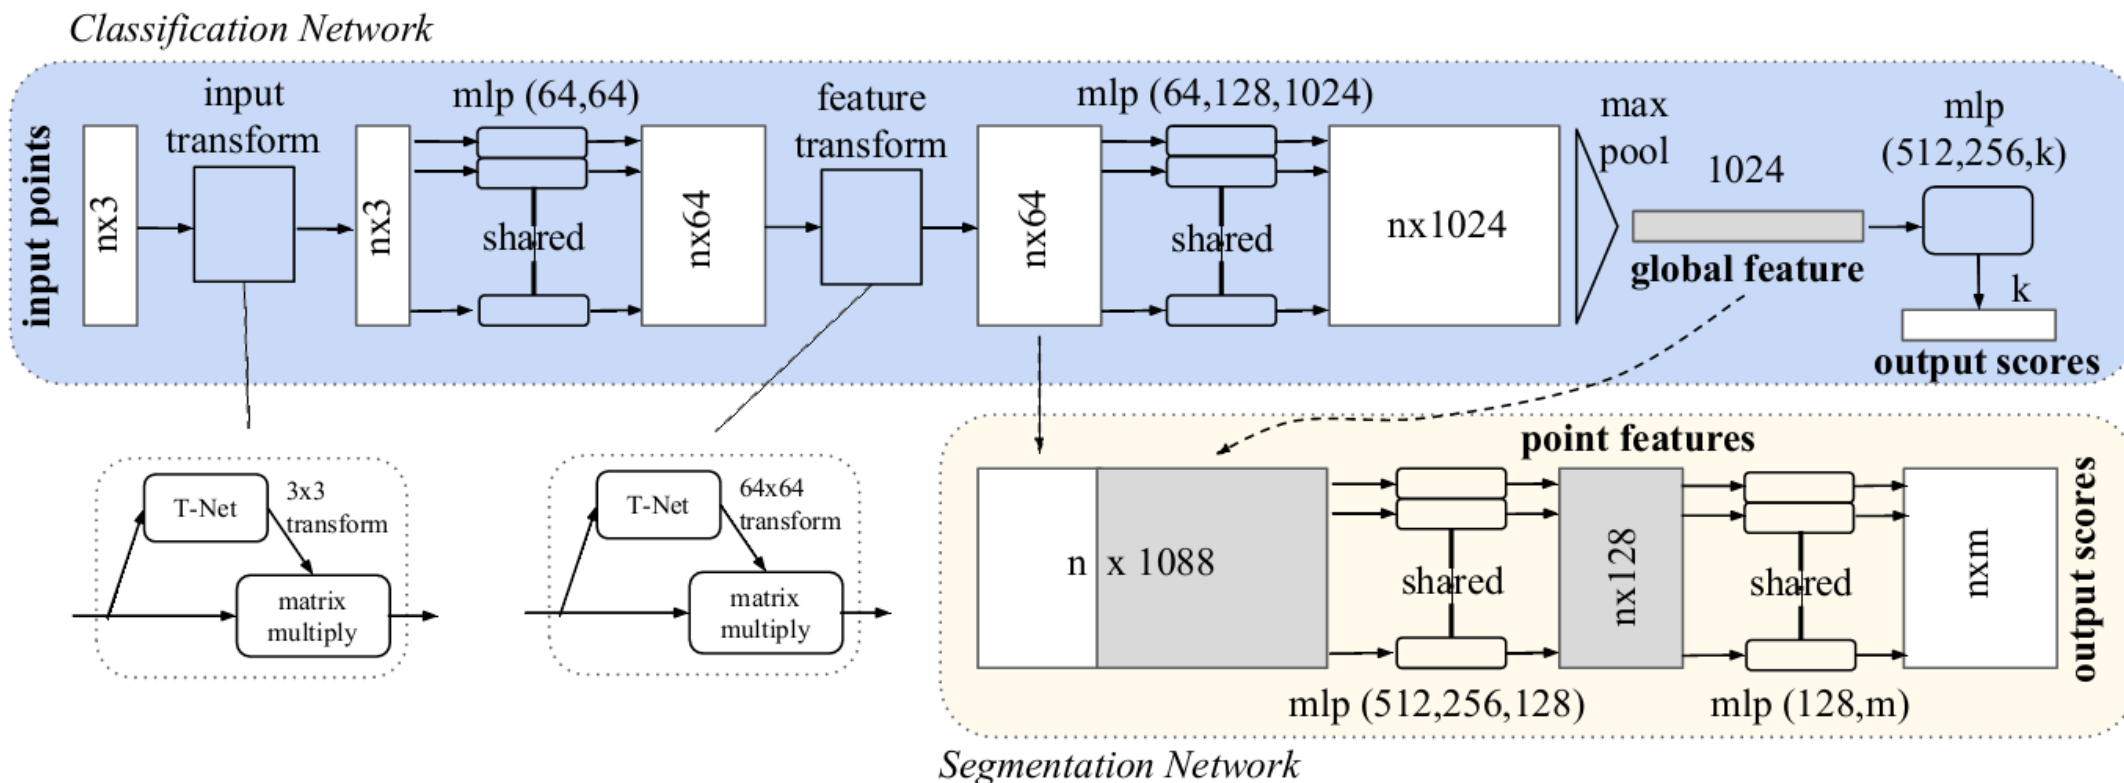 Classification Network
input points
nx3
input
transform
nx3
mlp (64,64)
shared
nx64
feature
transform
nx64
mlp (64,128,1024)
shared
nx1024
max
pool
1024
global feature
mlp
(512,256,k)
k
output scores
T-Net
3x3
transform
matrix
multiply
T-Net
64x64
transform
matrix
multiply
point features
n x 1088
shared
mlp (512,256,128)
nx128
shared
mlp (128,m)
nxm
output scores
Segmentation Network